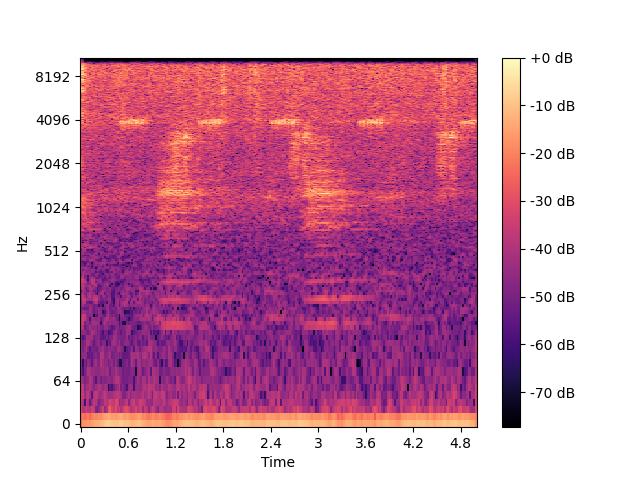 8192
4096
2048
1024
512
256
128
64
0
Hz
0 0.6 1.2 1.8 2.4 3 3.6 4.2 4.8
Time
+0 dB
-10 dB
-20 dB
-30 dB
-40 dB
-50 dB
-60 dB
-70 dB